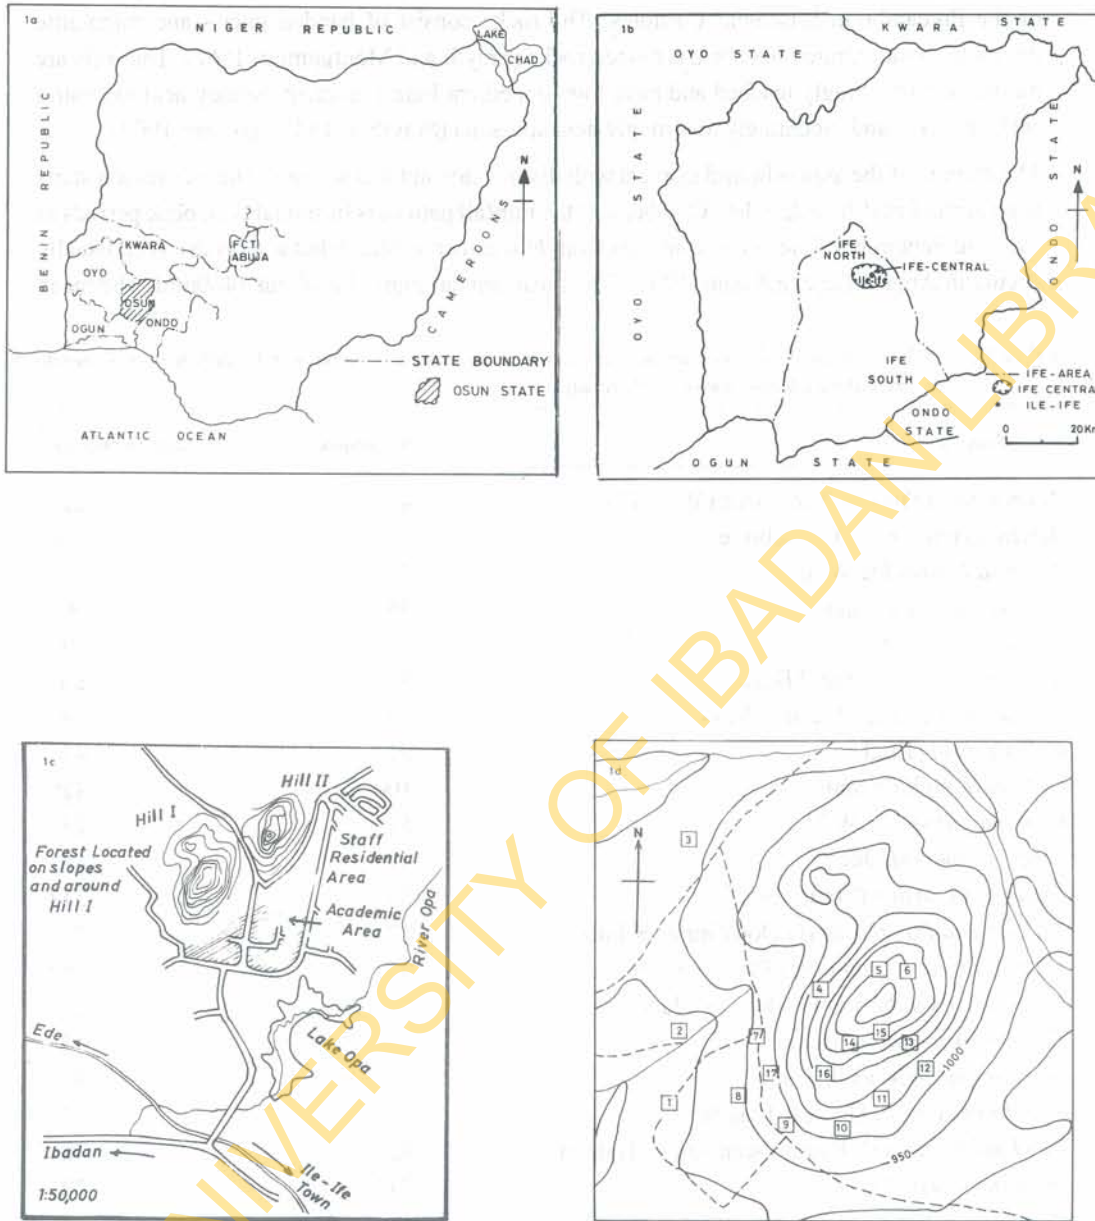 1a
NIGER REPUBLIC
LAKE
CHAD
BENIN REPUBLIC
N
CAMEROONS
KWARA
FCT
ABUJA
OYO
OSUN
OGUN
ONDO
STATE BOUNDARY
OSUN STATE
ATLANTIC OCEAN
1b
KWARA STATE
OYO STATE
OYO STATE
N
ONDO STATE
IFE
NORTH
IFE-CENTRAL
IFE
SOUTH
IFE-AREA
IFE CENTRAL
ILE-IFE
ONDO
STATE
0 20Km
OGUN STATE
1c
Hill II
Hill I
Forest Located
on slopes
and around
Hill I
Staff
Residential
Area
Academic
Area
River Opa
Lake Opa
Ede
Ibadan
Ile-Ife
Town
1:50,000
1d
N
3
5 6
4
2
7
15
14 13
17 16 12
1 8 11
9 10
1000
950
UNIVERSITY OF IBADAN LIBRA